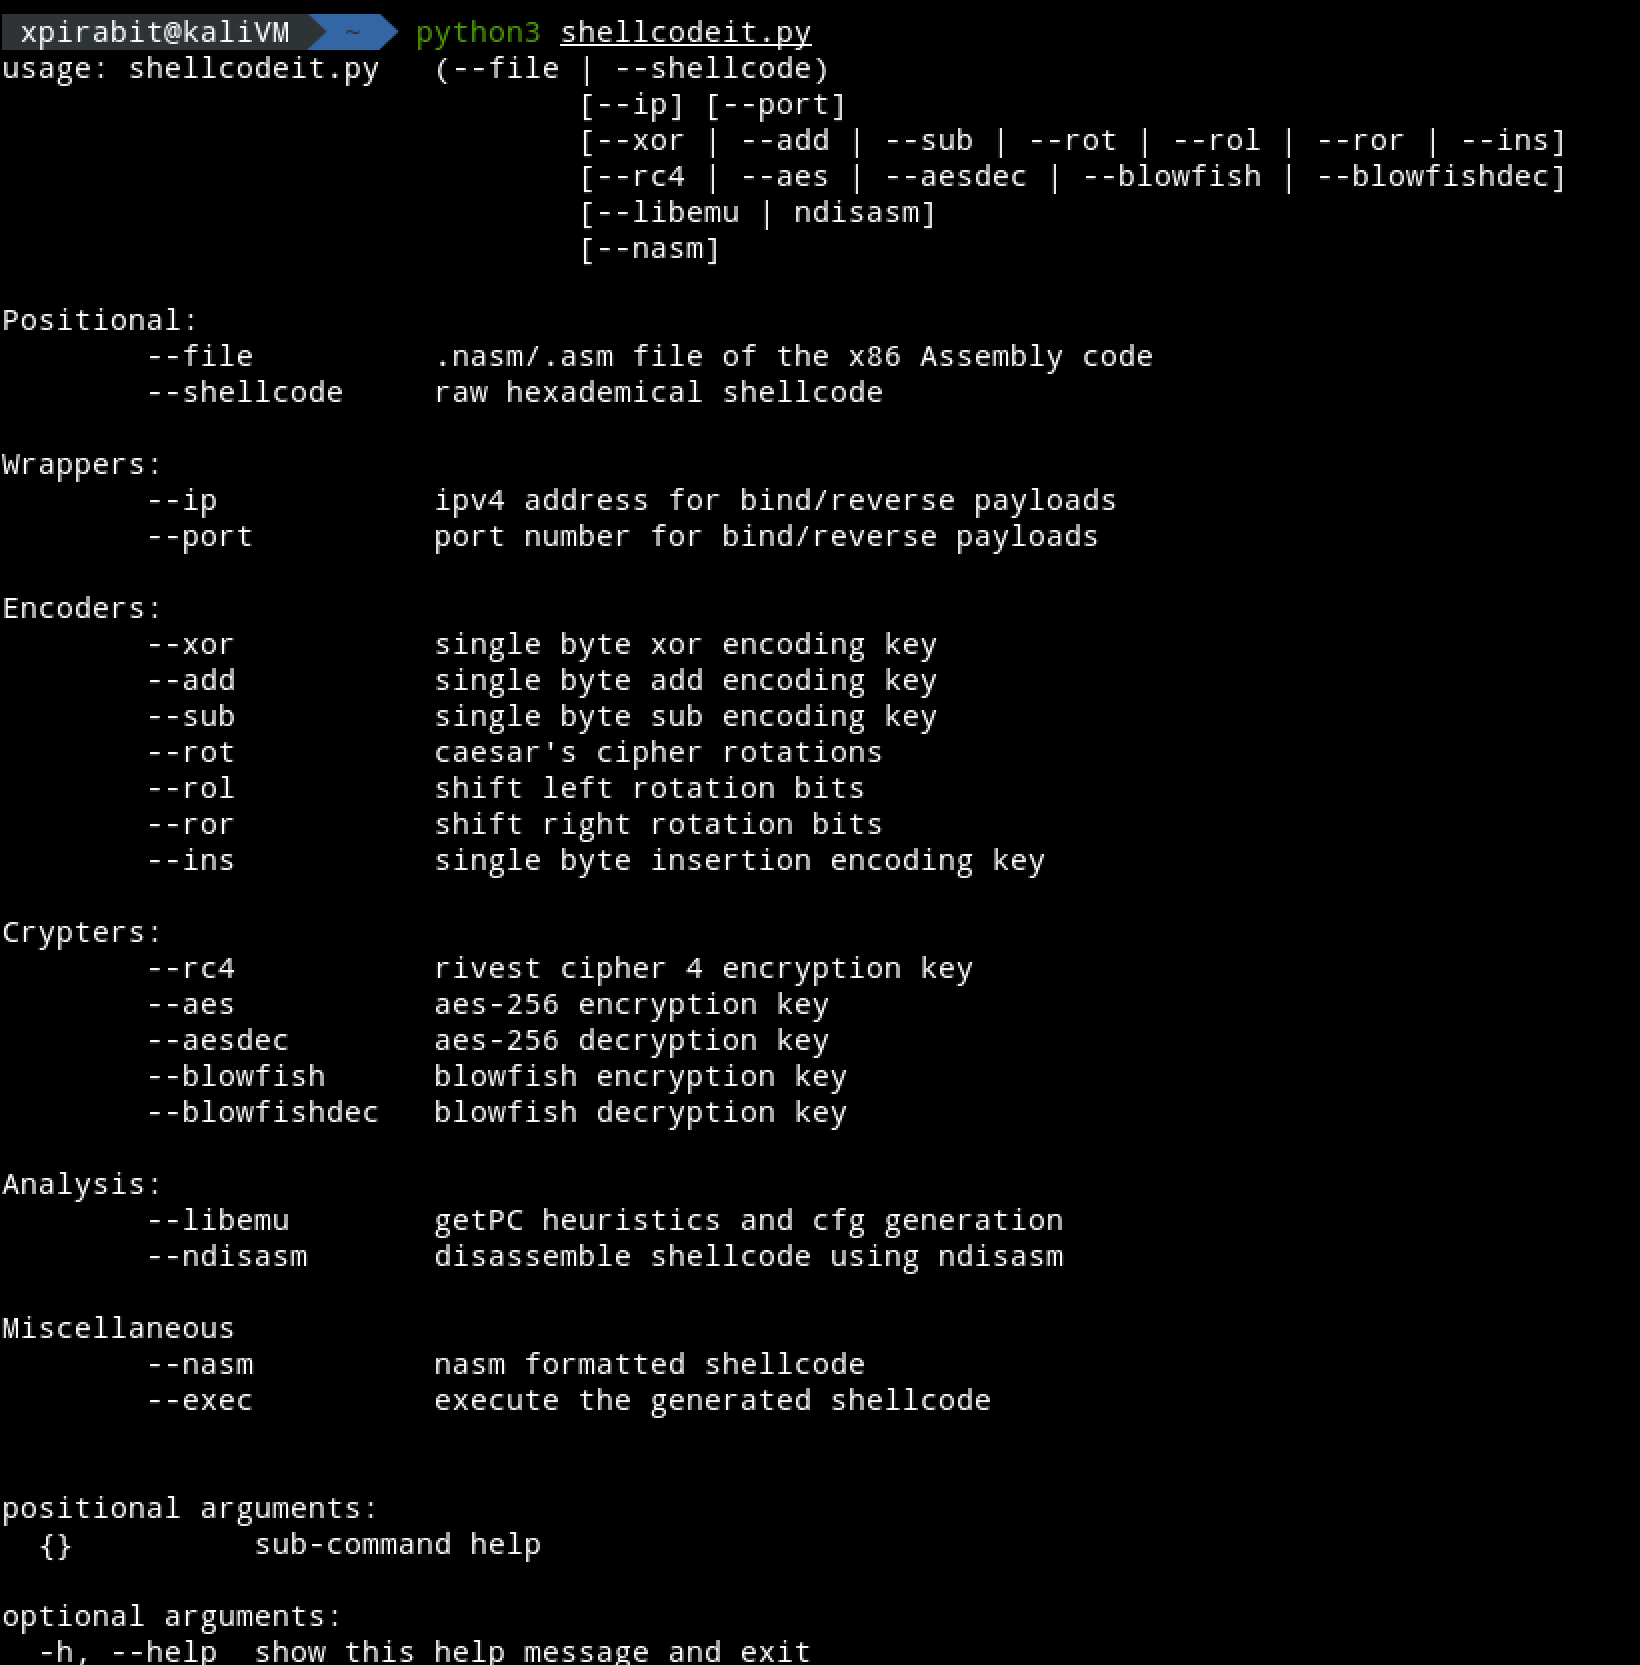 xpirabit@kaliVM ~ python3 shellcodeit.py
usage: shellcodeit.py (--file | --shellcode)
[--ip] [--port]
[--xor | --add | --sub | --rot | --rol | --ror | --ins]
[--rc4 | --aes | --aesdec | --blowfish | --blowfishdec]
[--libemu | ndisasm]
[--nasm]
Positional:
--file .nasm/.asm file of the x86 Assembly code
--shellcode raw hexademical shellcode
Wrappers:
--ip ipv4 address for bind/reverse payloads
--port port number for bind/reverse payloads
Encoders:
--xor single byte xor encoding key
--add single byte add encoding key
--sub single byte sub encoding key
--rot caesar's cipher rotations
--rol shift left rotation bits
--ror shift right rotation bits
--ins single byte insertion encoding key
Crypters:
--rc4 rivest cipher 4 encryption key
--aes aes-256 encryption key
--aesdec aes-256 decryption key
--blowfish blowfish encryption key
--blowfishdec blowfish decryption key
Analysis:
--libemu getPC heuristics and cfg generation
--ndisasm disassemble shellcode using ndisasm
Miscellaneous
--nasm nasm formatted shellcode
--exec execute the generated shellcode
positional arguments:
{} sub-command help
optional arguments:
-h, --help show this help message and exit